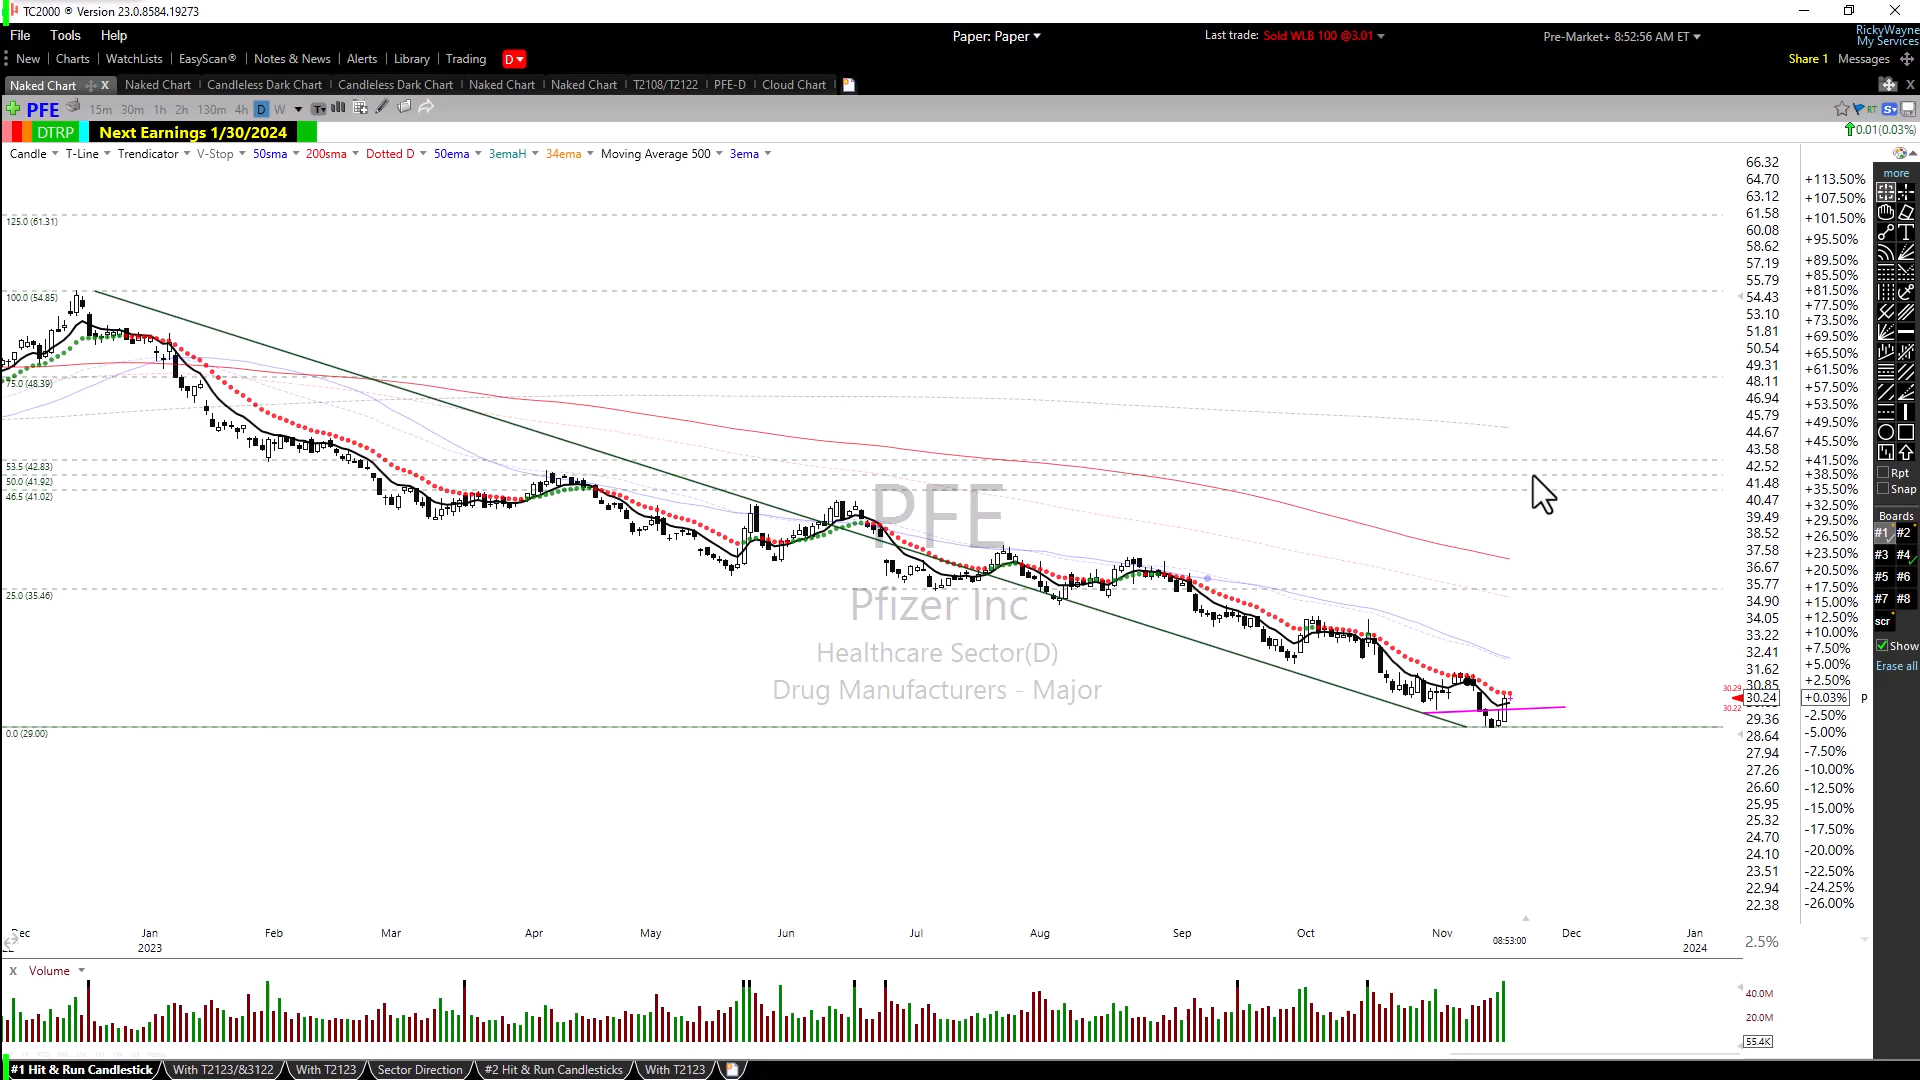 TC2000 ® Version 23.0.8584.19273
File Tools Help
Paper: Paper
Last trade: Sold WLB 100 @3.01
Pre-Market+ 8:52:56 AM ET
RickyWayne
My Services
New Charts WatchLists EasyScan® Notes & News Alerts Library Trading D
Share 1 Messages
Naked Chart X Naked Chart Candleless Dark Chart Candleless Dark Chart Naked Chart Naked Chart T2108/T2122 PFE-D Cloud Chart X
PFE 15m 30m 1h 2h 130m 4h D W
RT
DTRP Next Earnings 1/30/2024
0.01(0.03%)
Candle T-Line Trendicator V-Stop 50sma 200sma Dotted D 50ema 3emaH 34ema Moving Average 500 3ema
66.32
64.70 +113.50%
63.12 +107.50%
61.58 +101.50%
60.08
58.62 +95.50%
57.19 +89.50%
55.79 +85.50%
54.43 +81.50%
+77.50%
53.10 +73.50%
51.81 +69.50%
50.54 +65.50%
49.31 +61.50%
48.11 +57.50%
46.94 +53.50%
45.79 +49.50%
44.67 +45.50%
43.58 +41.50%
42.52 +38.50%
41.48 +35.50%
40.47 +32.50%
39.49 +29.50%
38.52 +26.50%
37.58 +23.50%
36.67 +20.50%
35.77 +17.50%
34.90 +15.00%
34.05 +12.50%
33.22 +10.00%
32.41 +7.50%
31.62 +5.00%
30.85 +2.50%
30.24 +0.03% P
29.36 -2.50%
28.64 -5.00%
27.94 -7.50%
27.26 -10.00%
26.60 -12.50%
25.95 -15.00%
25.32 -17.50%
24.70
24.10 -20.00%
23.51 -22.50%
22.94 -24.25%
22.38 -26.00%
30.29
30.22
125.0 (61.31)
100.0 (54.85)
75.0 (48.39)
53.5 (42.83)
50.0 (41.92)
46.5 (41.02)
25.0 (35.46)
0.0 (29.00)
PFE
Pfizer Inc
Healthcare Sector(D)
Drug Manufacturers - Major
more
Rpt
Snap
Boards
#1 #2
#3 #4
#5 #6
#7 #8
scr
Show
Erase all
Jan Feb Mar Apr May Jun Jul Aug Sep Oct Nov Dec Jan
2023 08:53:00 2024
2.5%
X Volume
40.0M
20.0M
55.4K
#1 Hit & Run Candlestick With T2123/&3122 With T2123 Sector Direction #2 Hit & Run Candlesticks With T2123